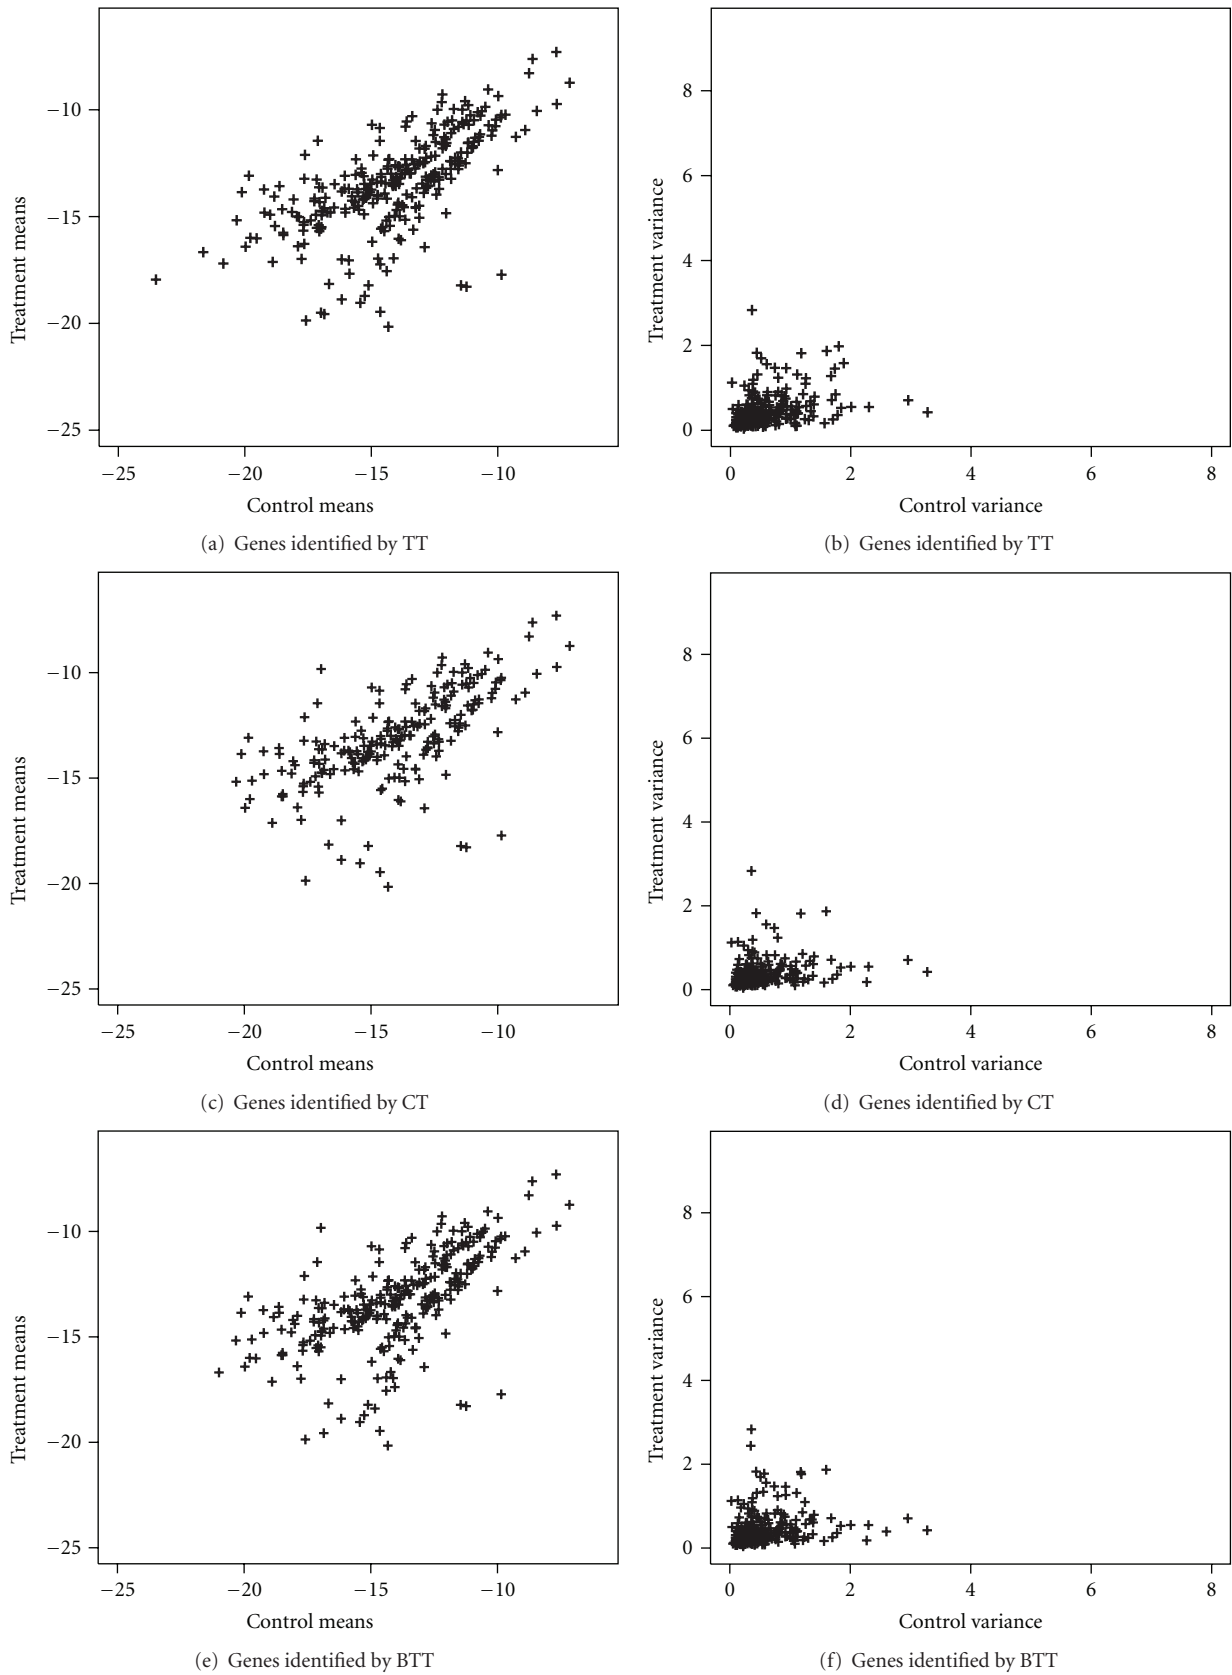 Treatment means
−10
−15
−20
−25
−25 −20 −15 −10
Control means
(a) Genes identified by TT
Treatment variance
8
6
4
2
0
0 2 4 6 8
Control variance
(b) Genes identified by TT
Treatment means
−10
−15
−20
−25
−25 −20 −15 −10
Control means
(c) Genes identified by CT
Treatment variance
8
6
4
2
0
0 2 4 6 8
Control variance
(d) Genes identified by CT
Treatment means
−10
−15
−20
−25
−25 −20 −15 −10
Control means
(e) Genes identified by BTT
Treatment variance
8
6
4
2
0
0 2 4 6 8
Control variance
(f) Genes identified by BTT